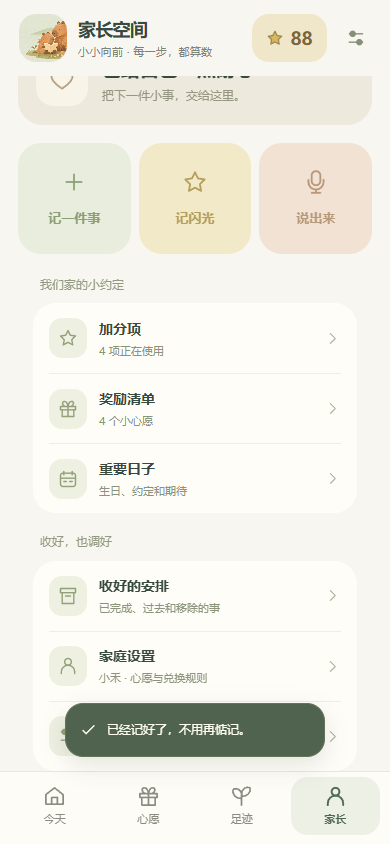 家长空间
小小向前 · 每一步，都算数
88
把下一件小事，交给这里。
记一件事
记闪光
说出来
我们家的小约定
加分项
4 项正在使用
奖励清单
4 个小心愿
重要日子
生日、约定和期待
收好，也调好
收好的安排
已完成、过去和移除的事
家庭设置
小禾 · 心愿与兑换规则
已经记好了，不用再惦记。
今天
心愿
足迹
家长